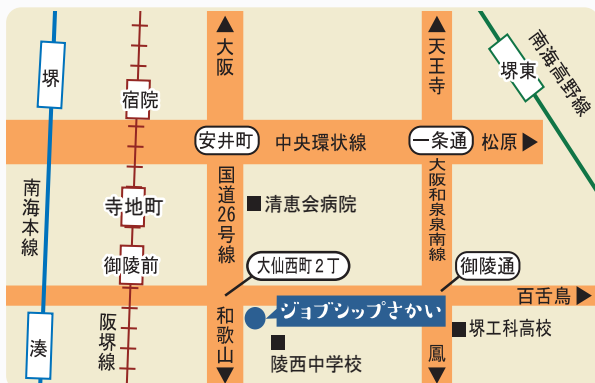 大阪
天王寺
南海高野線
堺
堺東
宿院
安井町
中央環状線
一条通
松原
南海本線
寺地町
国道26号線
清恵会病院
大阪和泉泉南線
御陵前
大仙西町2丁
御陵通
百舌鳥
ジョブシップさかい
湊
阪堺線
和歌山
陵西中学校
鳳
堺工科高校